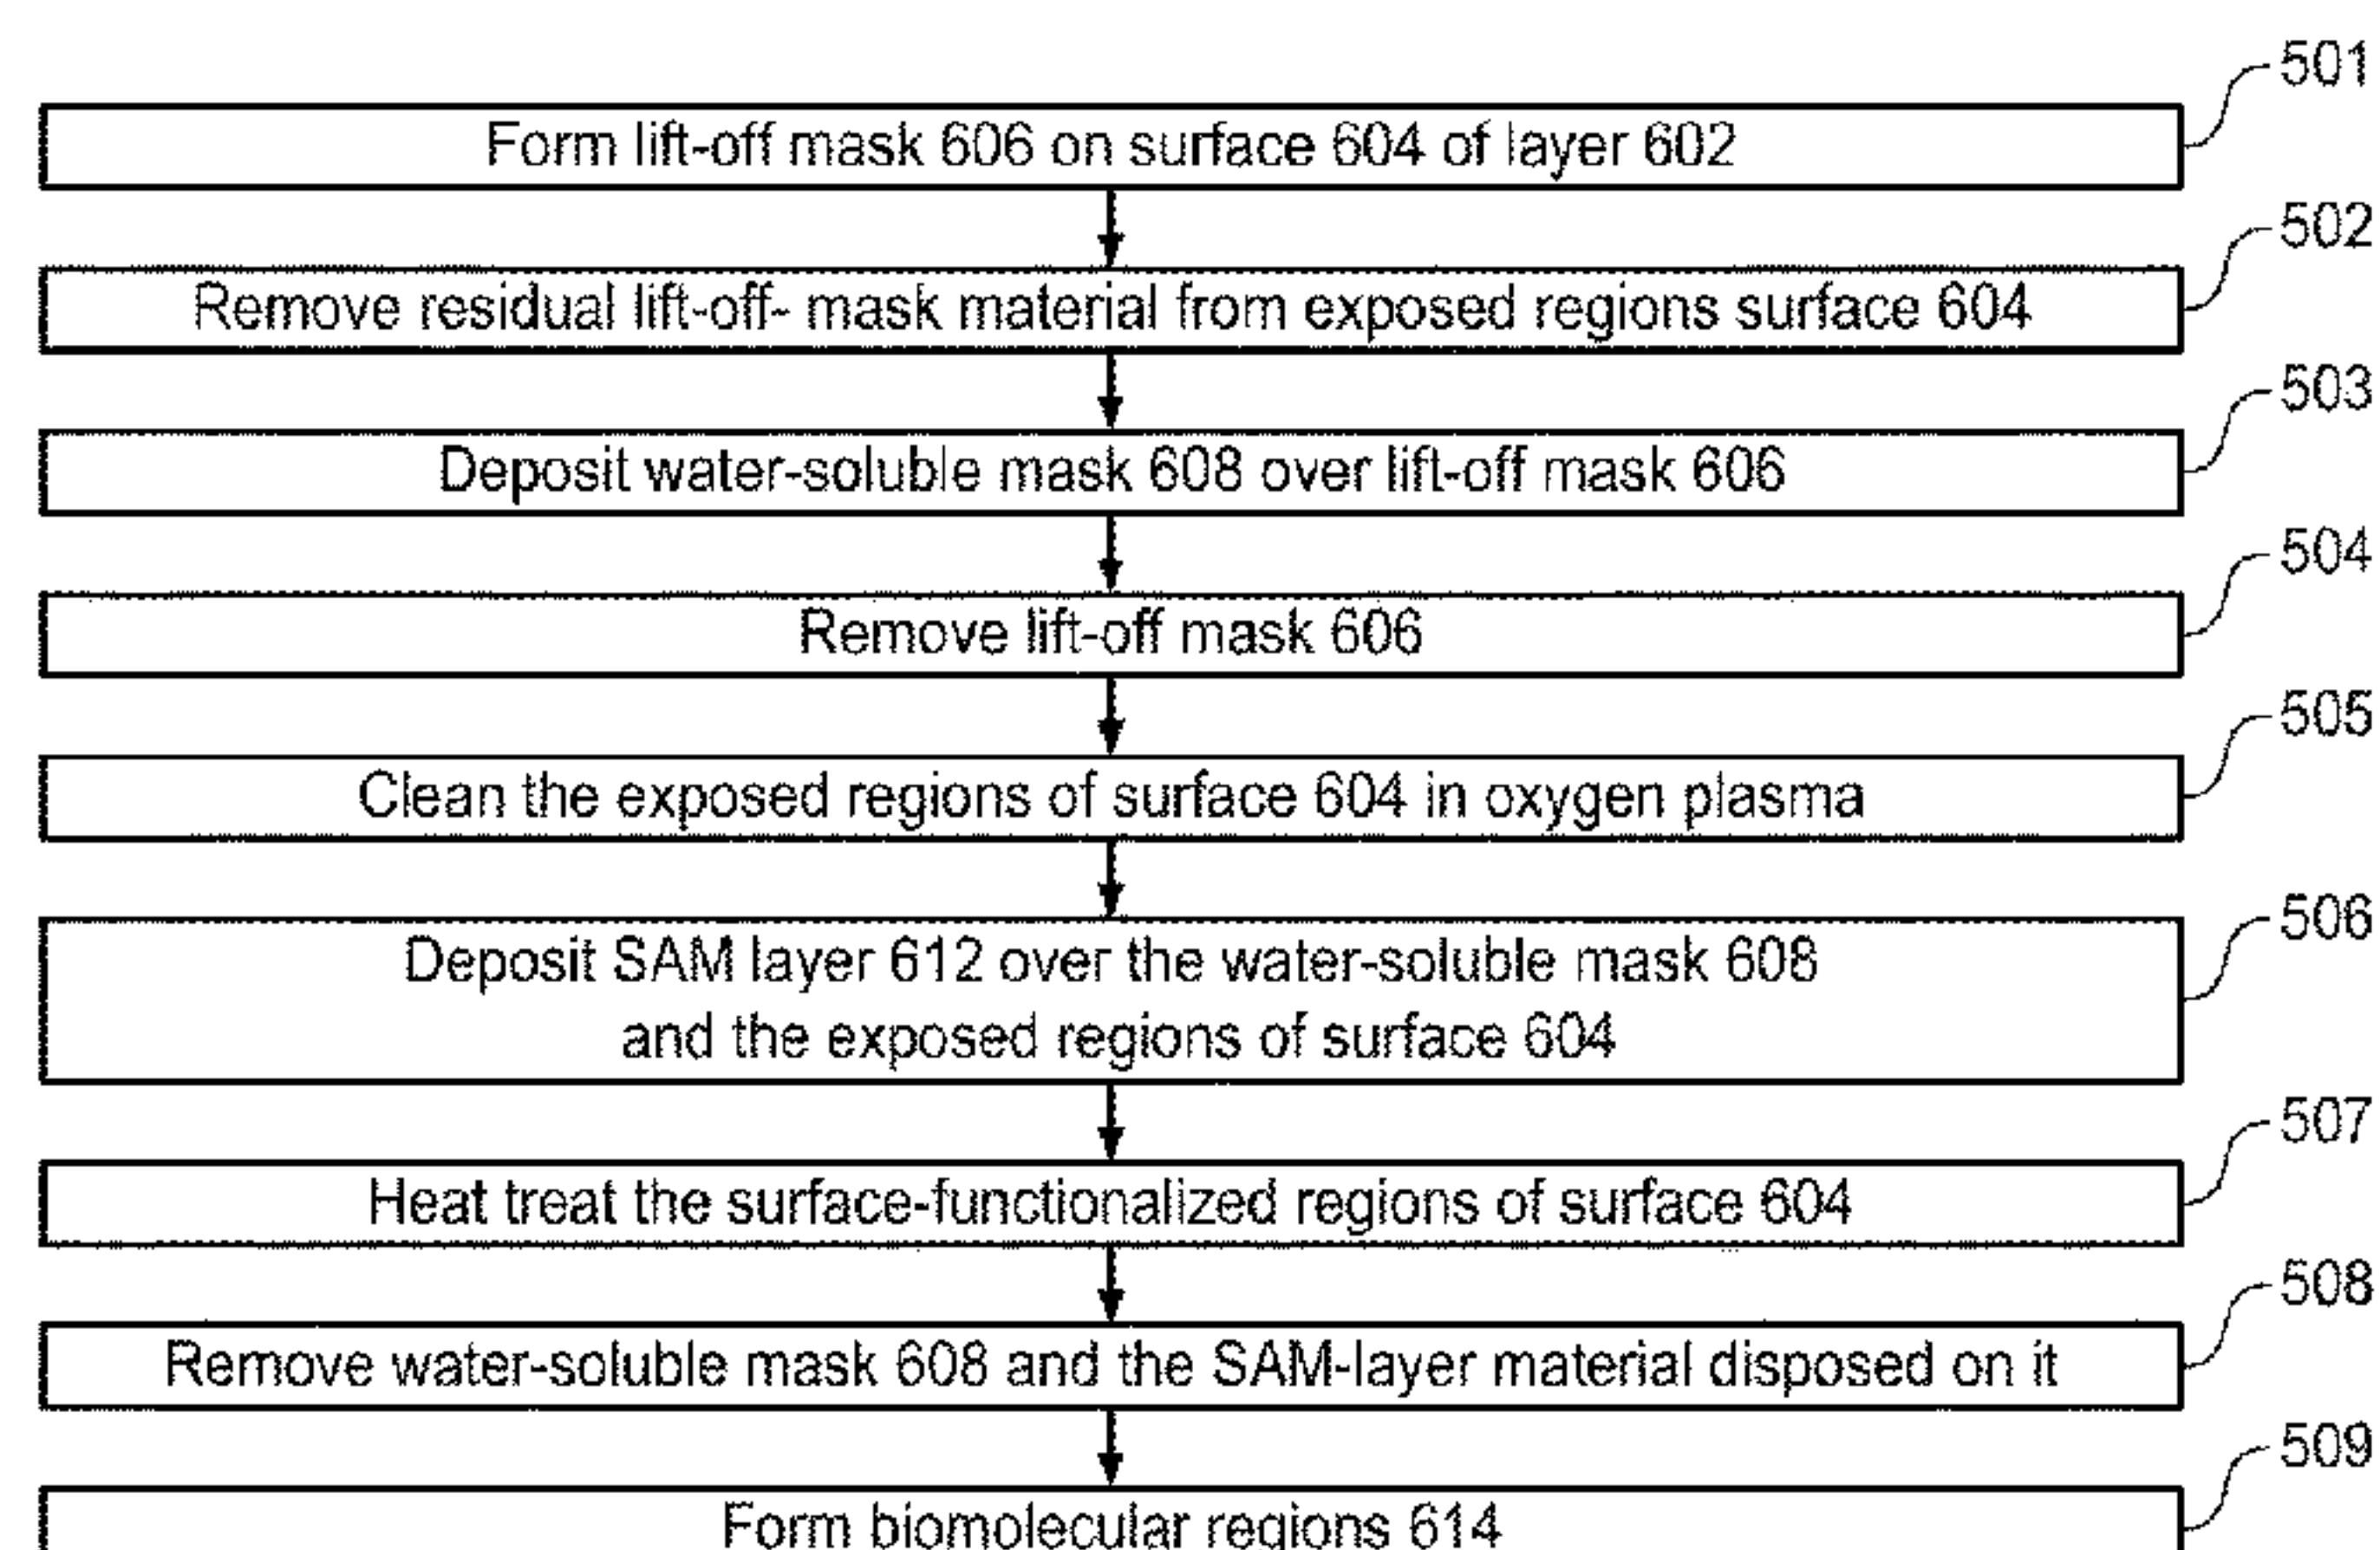 501
Form lift-off mask 606 on surface 604 of layer 602
502
Remove residual lift-off- mask material from exposed regions surface 604
503
Deposit water-soluble mask 608 over lift-off mask 606
504
Remove lift-off mask 606
505
Clean the exposed regions of surface 604 in oxygen plasma
506
Deposit SAM layer 612 over the water-soluble mask 608
and the exposed regions of surface 604
507
Heat treat the surface-functionalized regions of surface 604
508
Remove water-soluble mask 608 and the SAM-layer material disposed on it
509
Form biomolecular regions 614